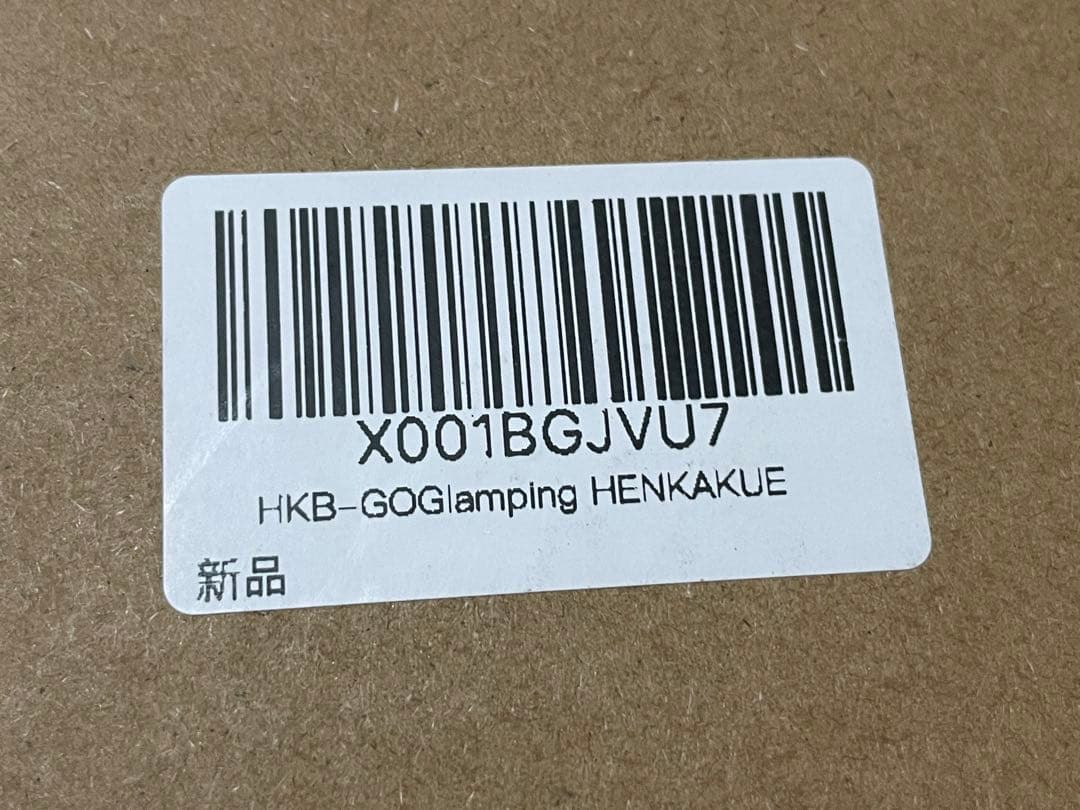 X001BGJVU7
HKB-GOGlamping HENKAKUE
新品